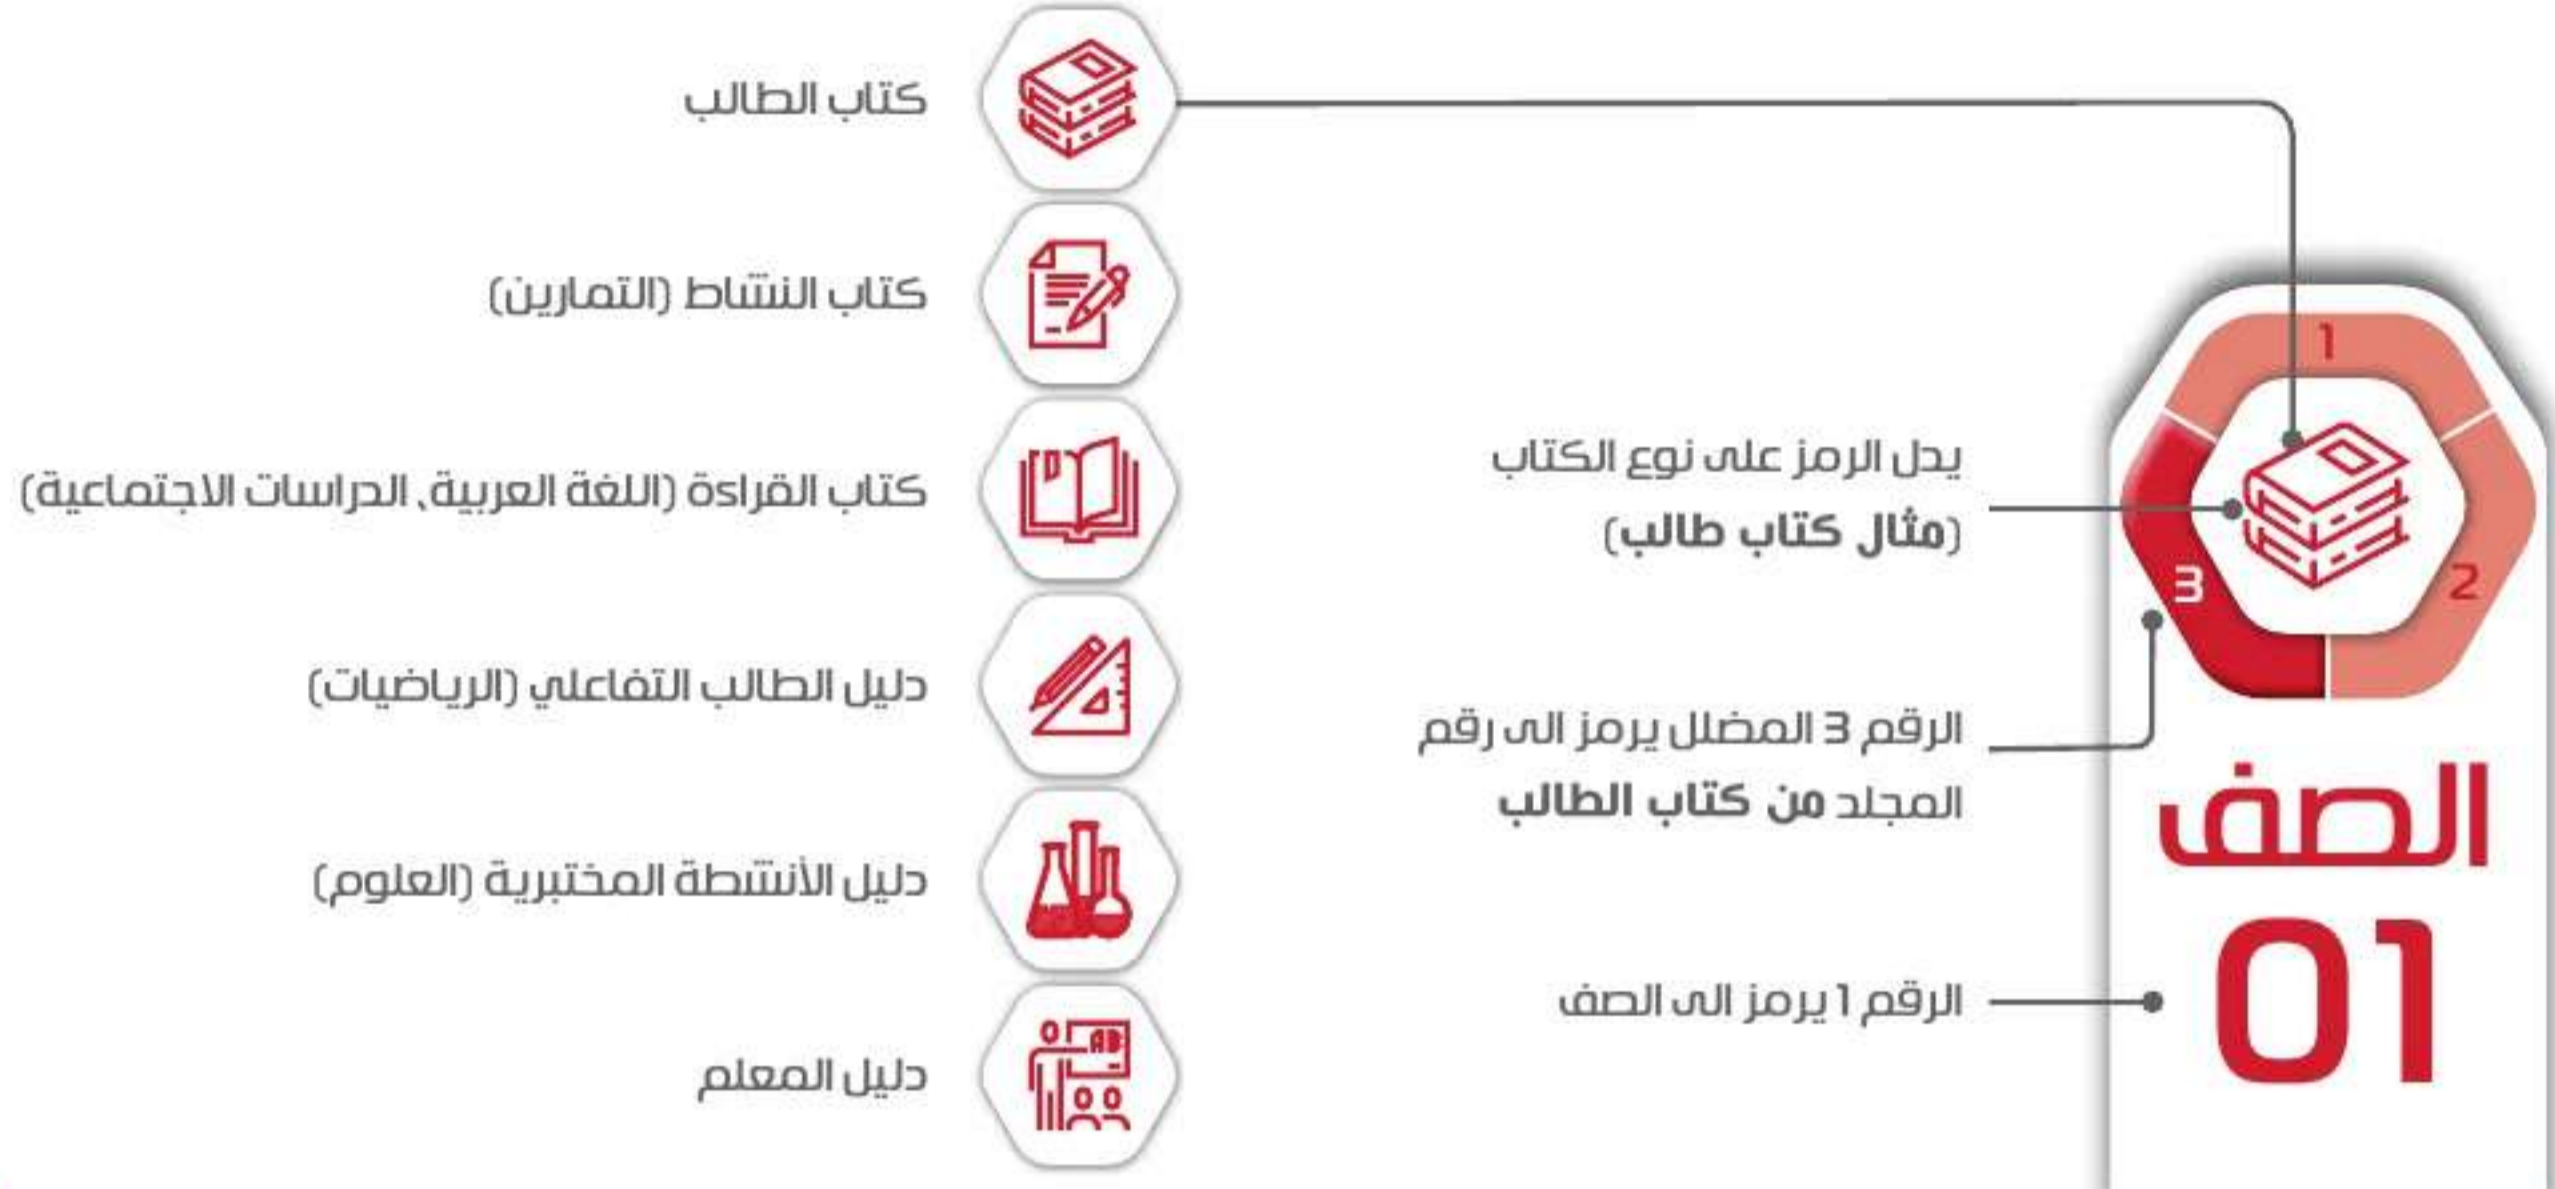 1
2
3
الصف
01
يدل الرمز على نوع الكتاب
(مثال كتاب طالب)
الرقم 3 المضلل يرمز الى رقم
المجلد من كتاب الطالب
الرقم 1 يرمز الى الصف
كتاب الطالب
كتاب النشاط (التمارين)
كتاب القراءة (اللغة العربية، الدراسات الاجتماعية)
دليل الطالب التفاعلي (الرياضيات)
دليل الأنشطة المختبرية (العلوم)
AB
دليل المعلم